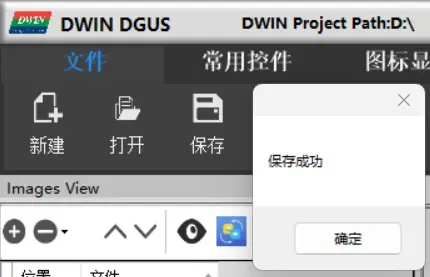 DWIN
DWIN DGUS
DWIN Project Path:D:\
文件
常用控件
图标显
新建
打开
保存
保存成功
Images View
确定
位置
文件